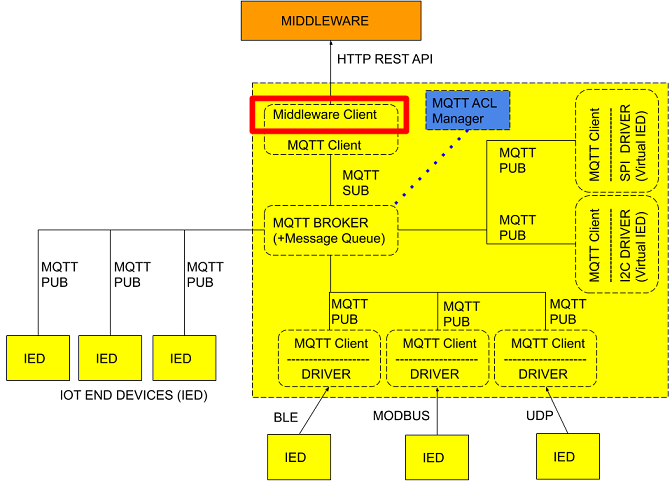 MIDDLEWARE
HTTP REST API
Middleware Client
MQTT Client
MQTT ACL
Manager
MQTT
SUB
MQTT BROKER
(+Message Queue)
MQTT
PUB
MQTT
PUB
MQTT Client
SPI DRIVER
(Virtual IED)
MQTT Client
I2C DRIVER
(Virtual IED)
MQTT
PUB
MQTT
PUB
MQTT
PUB
IED
IED
IED
IOT END DEVICES (IED)
MQTT
PUB
MQTT
PUB
MQTT
PUB
MQTT Client
DRIVER
MQTT Client
DRIVER
MQTT Client
DRIVER
BLE
MODBUS
UDP
IED
IED
IED